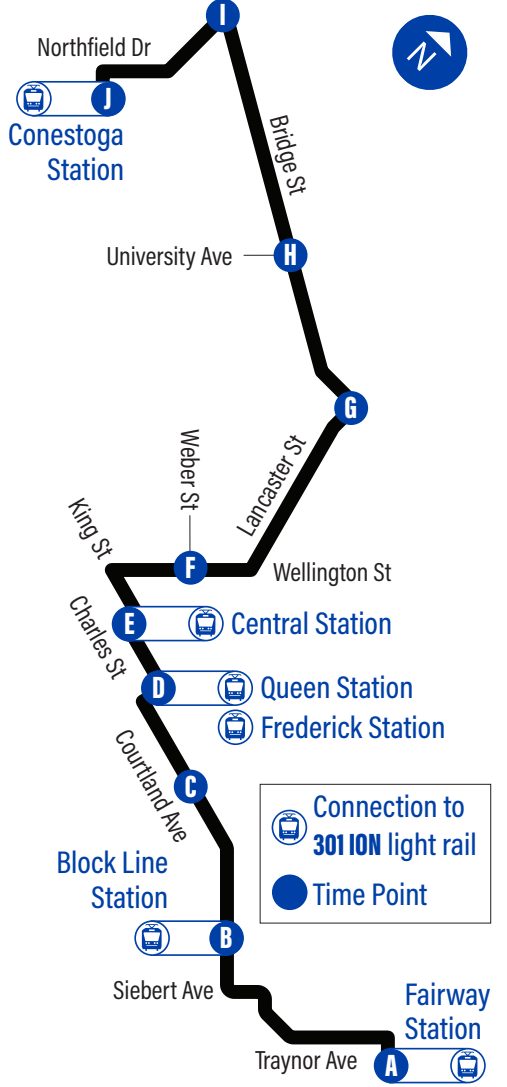 I
Northfield Dr
N
J
Conestoga
Station
Bridge St
University Ave
H
G
Weber St
Lancaster St
King St
F
Wellington St
E
Central Station
Charles St
D
Queen Station
Frederick Station
Courtland Ave
C
Connection to
301 ION light rail
Time Point
Block Line
Station
B
Siebert Ave
Fairway
Station
Traynor Ave
A